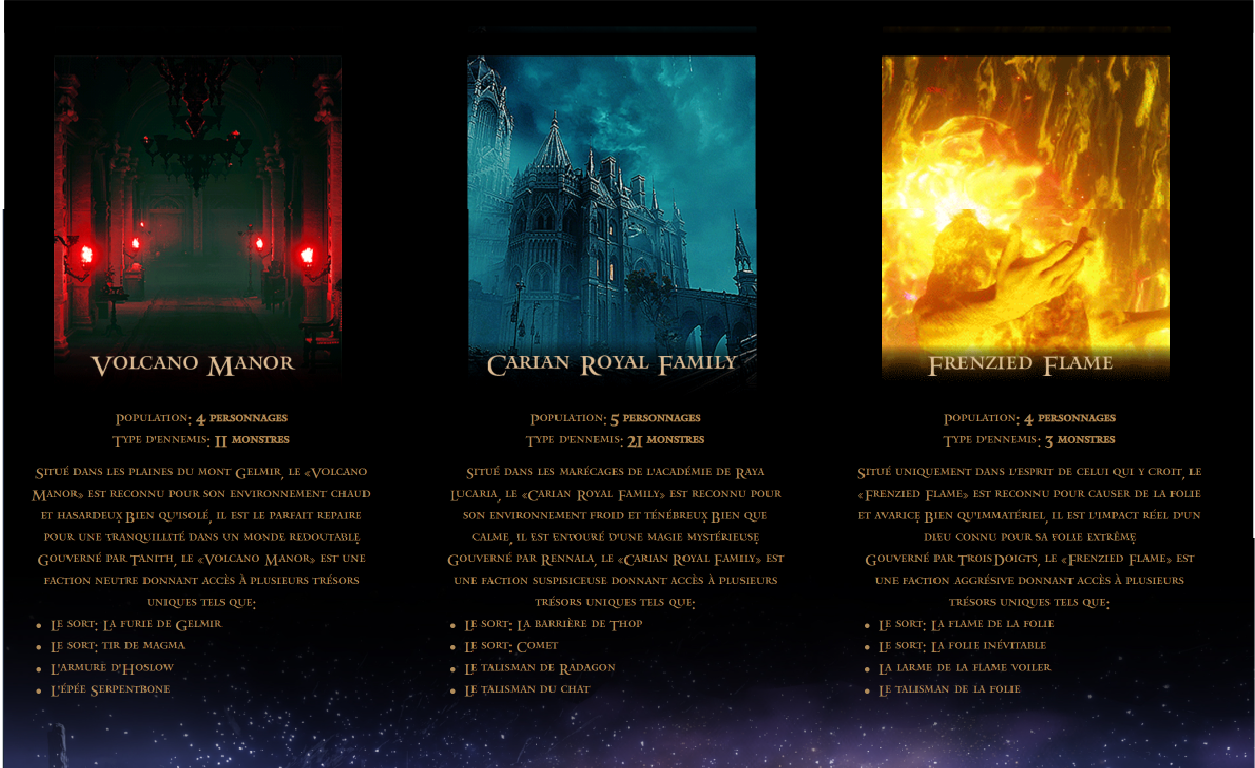 Volcano Manor
Population: 4 personnages
Type d'ennemis: 11 monstres
Situé dans les plaines du mont Gelmir, le «Volcano
Manor» est reconnu pour son environnement chaud
et hasardeux. Bien qu'isolé, il est le parfait repaire
pour une tranquillité dans un monde redoutable.
Gouverné par Tanith, le «Volcano Manor» est une
faction neutre donnant accès à plusieurs trésors
uniques tels que:
• Le sort: La furie de Gelmir
• Le sort: tir de magma
• L'armure d'Hoslow
• L'épée Serpentbone
Carian Royal Family
Population: 5 personnages
Type d'ennemis: 21 monstres
Situé dans les marécages de l'académie de Raya
Lucaria, le «Carian Royal Family» est reconnu pour
son environnement froid et ténébreux. Bien que
calme, il est entouré d'une magie mystérieuse.
Gouverné par Rennala, le «Carian Royal Family» est
une faction suspisiceuse donnant accès à plusieurs
trésors uniques tels que:
• Le sort: La barrière de Thop
• Le sort: Comet
• Le talisman de Radagon
• Le talisman du chat
Frenzied Flame
Population: 4 personnages
Type d'ennemis: 3 monstres
Situé uniquement dans l'esprit de celui qui y croit, le
«Frenzied Flame» est reconnu pour causer de la folie
et avarice. Bien qu'emmatériel, il est l'impact réel d'un
dieu connu pour sa folie extrême.
Gouverné par Trois Doigts, le «Frenzied Flame» est
une faction aggrésive donnant accès à plusieurs
trésors uniques tels que:
• Le sort: La flame de la folie
• Le sort: La folie inévitable
• La larme de la flame voiler
• Le talisman de la folie